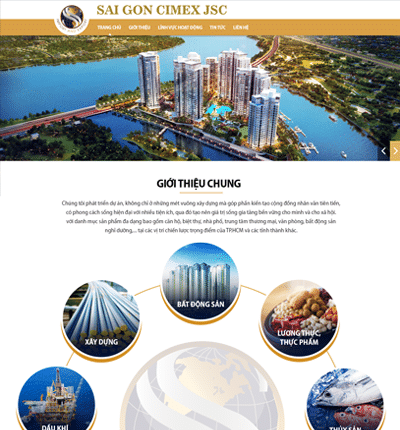 SAI GON CIMEX JSC
TRANG CHỦ GIỚI THIỆU LĨNH VỰC HOẠT ĐỘNG TIN TỨC LIÊN HỆ
GIỚI THIỆU CHUNG
Chúng tôi phát triển dự án, không chỉ ở những mét vuông xây dựng mà góp phần kiến tạo cộng đồng nhân văn tiên tiến,
có phong cách sống hiện đại với nhiều tiện ích, qua đó tạo nên giá trị sống gia tăng bền vững cho mình và cho xã hội.
với danh mục sản phẩm đa dạng bao gồm căn hộ, biệt thự, nhà phố, trung tâm thương mại, văn phòng, bất động sản
nghỉ dưỡng,... tại các vị trí chiến lược trọng điểm của TP.HCM và các tỉnh thành khác.
BẤT ĐỘNG SẢN
XÂY DỰNG
LƯƠNG THỰC,
THỰC PHẨM
DẦU KHÍ
THỦY SẢN